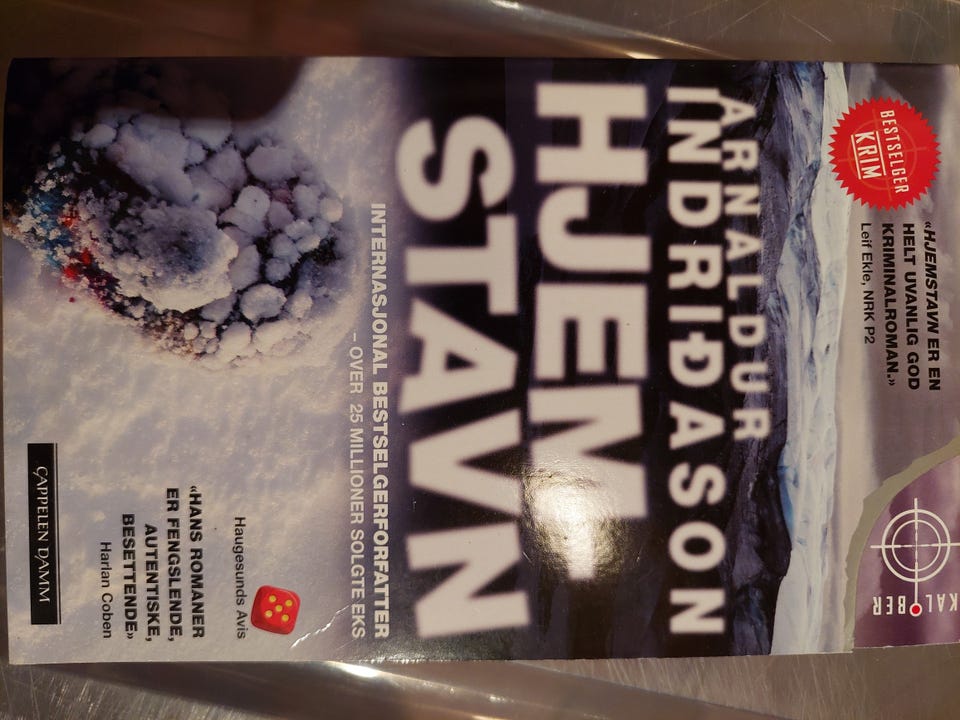 BESTSELGER
KRIM
«HJEMSTAVN ER EN
HELT UVANLIG GOD
KRIMINALROMAN.»
Leif Ekle, NRK P2
KALIBER
ARNALDUR
INDRIÐASON
HJEM
STAVN
INTERNASJONAL BESTSELGERFORFATTER
– OVER 25 MILLIONER SOLGTE EKS
Haugesunds Avis
«HANS ROMANER
ER FENGSLENDE,
AUTENTISKE,
BESETTENDE»
Harlan Coben
CAPPELEN DAMM